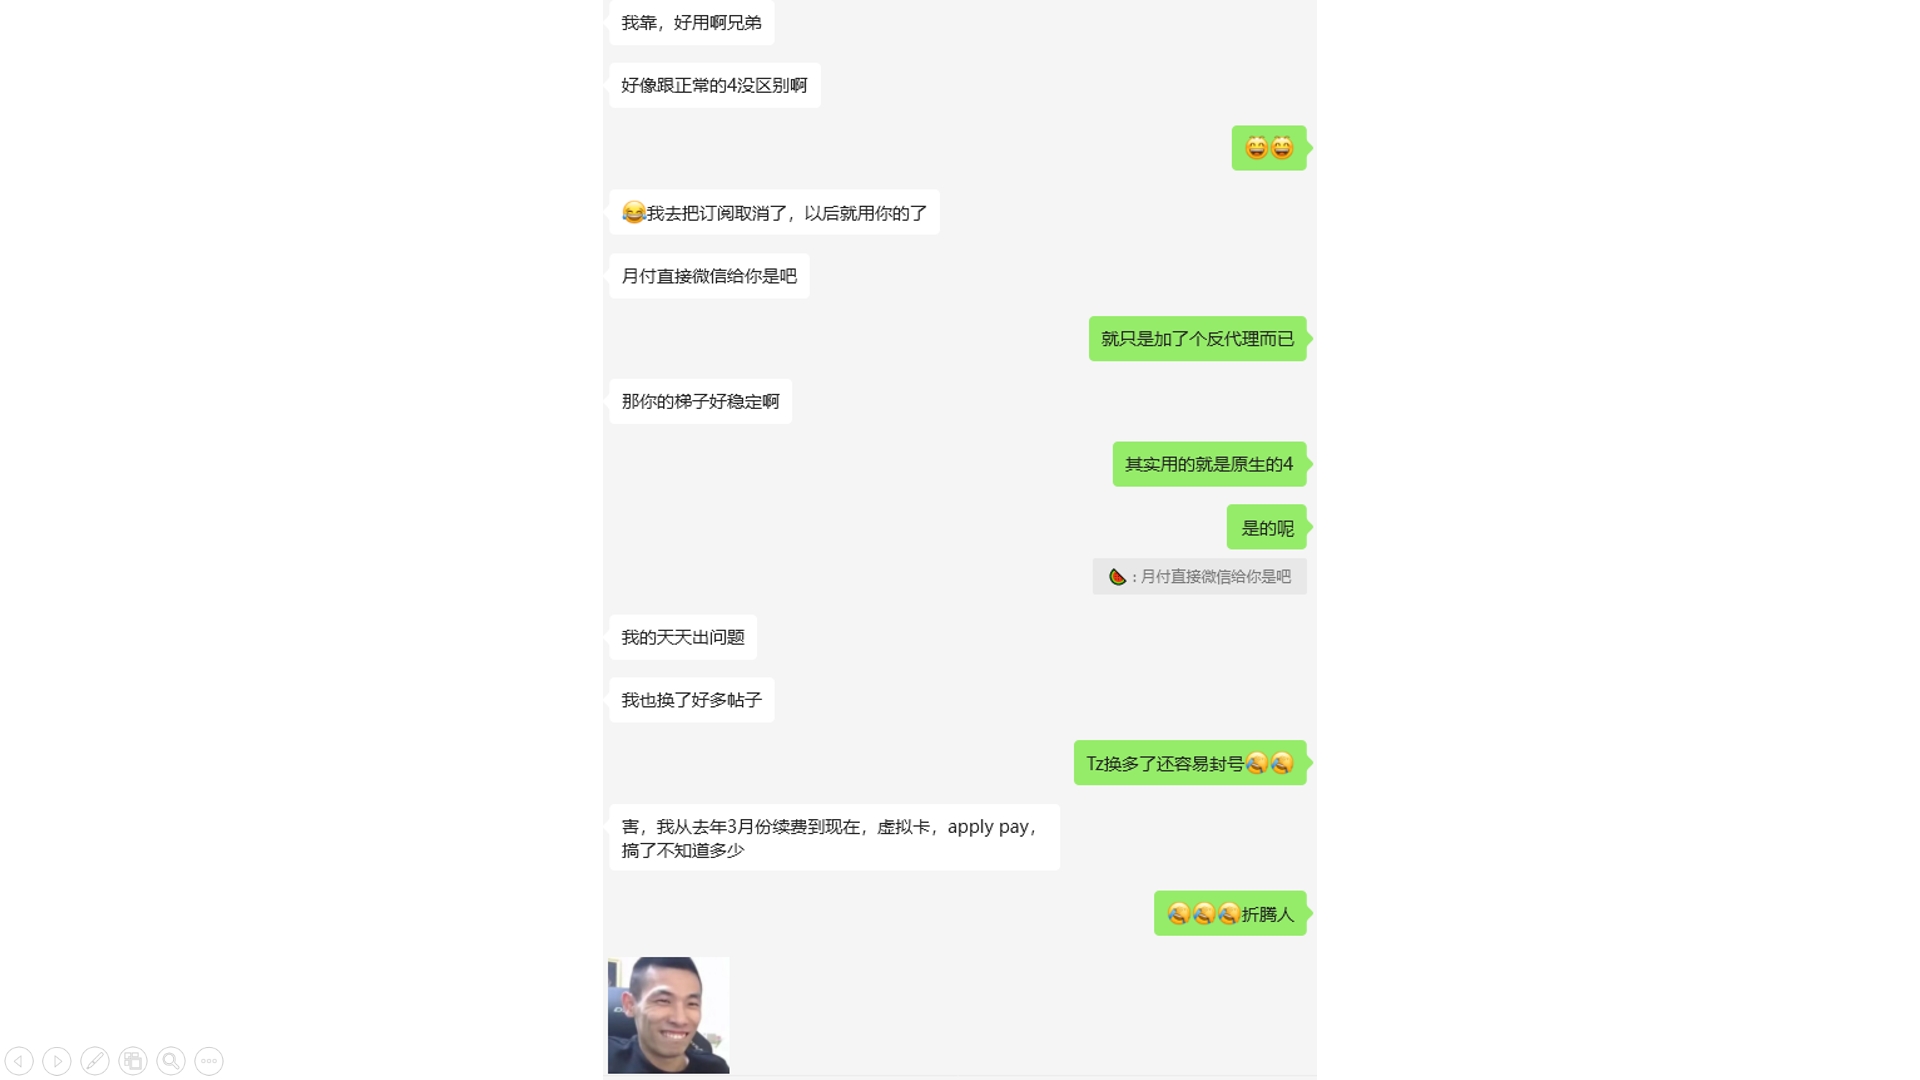 我靠，好用啊兄弟
好像跟正常的4没区别啊
😄😄
😂我去把订阅取消了，以后就用你的了
月付直接微信给你是吧
就只是加了个反代理而已
那你的梯子好稳定啊
其实用的就是原生的4
是的呢
🍉：月付直接微信给你是吧
我的天天出问题
我也换了好多帖子
Tz换多了还容易封号🤣🤣
害，我从去年3月份续费到现在，虚拟卡，apply pay，
搞了不知道多少
🤣🤣🤣折腾人